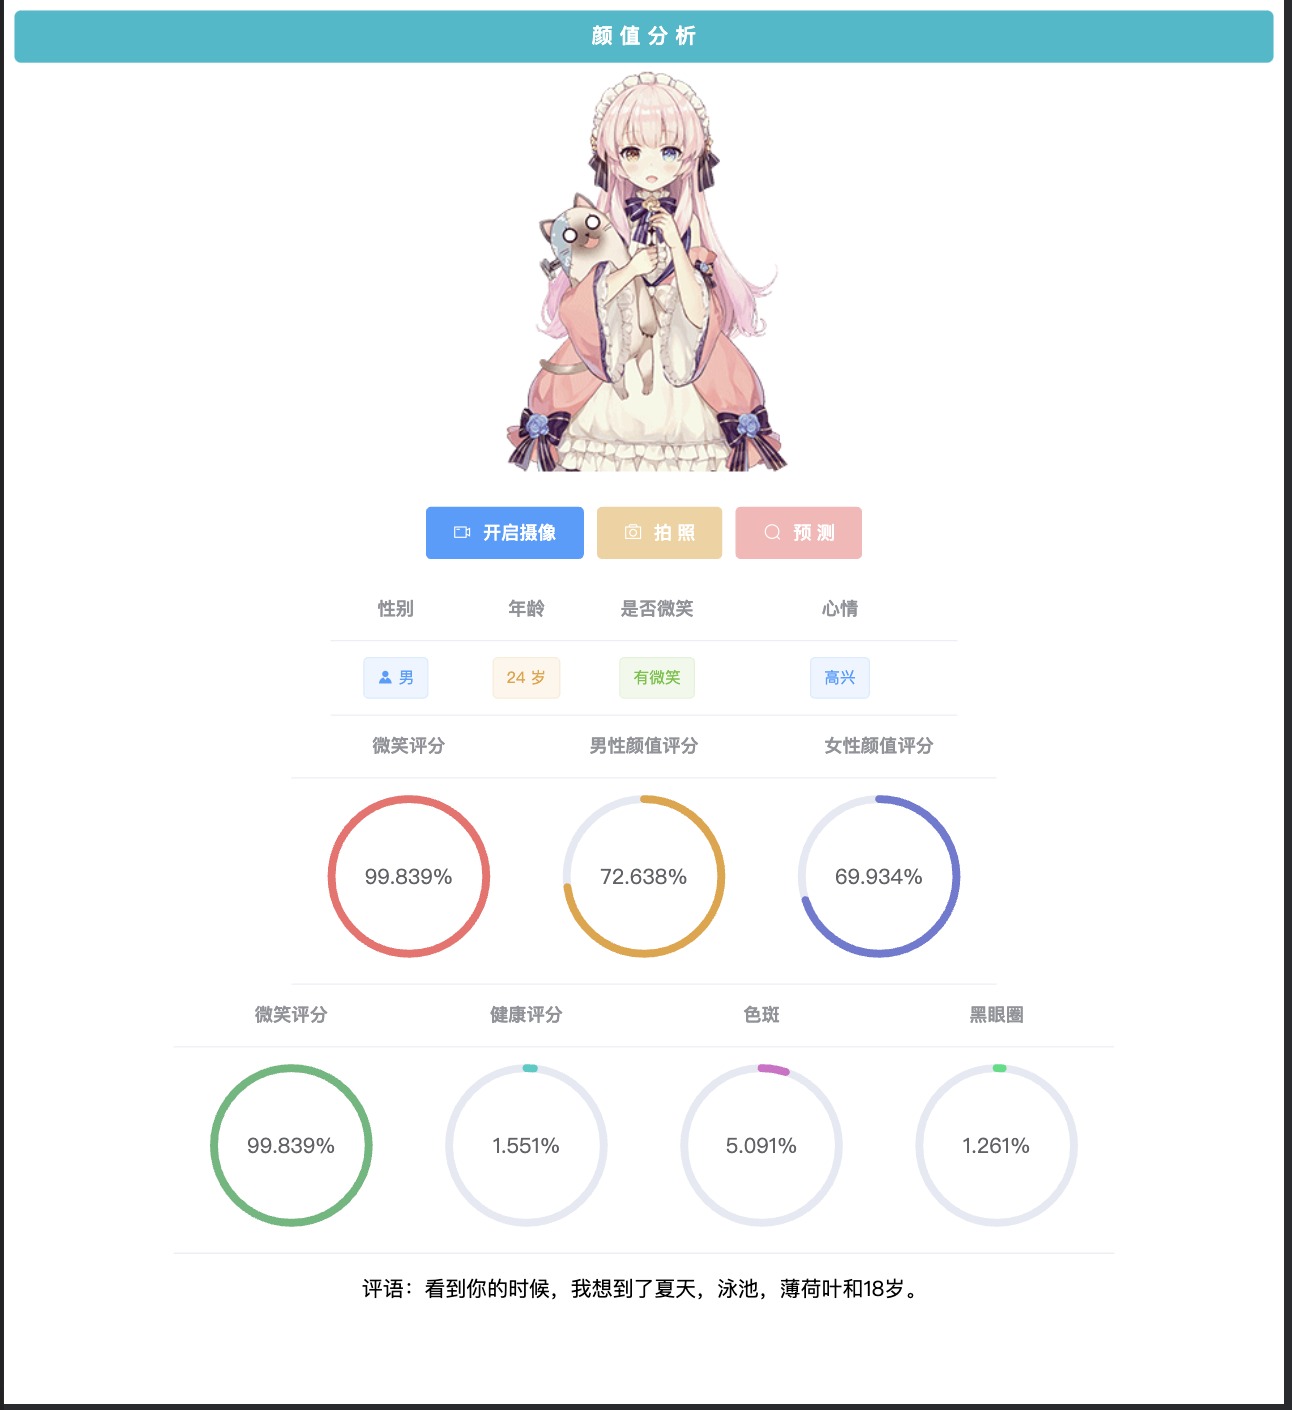 颜 值 分 析
开启摄像 拍 照 预 测
性别 年龄 是否微笑 心情
男 24 岁 有微笑 高兴
微笑评分 男性颜值评分 女性颜值评分
99.839% 72.638% 69.934%
微笑评分 健康评分 色斑 黑眼圈
99.839% 1.551% 5.091% 1.261%
评语：看到你的时候，我想到了夏天，泳池，薄荷叶和18岁。